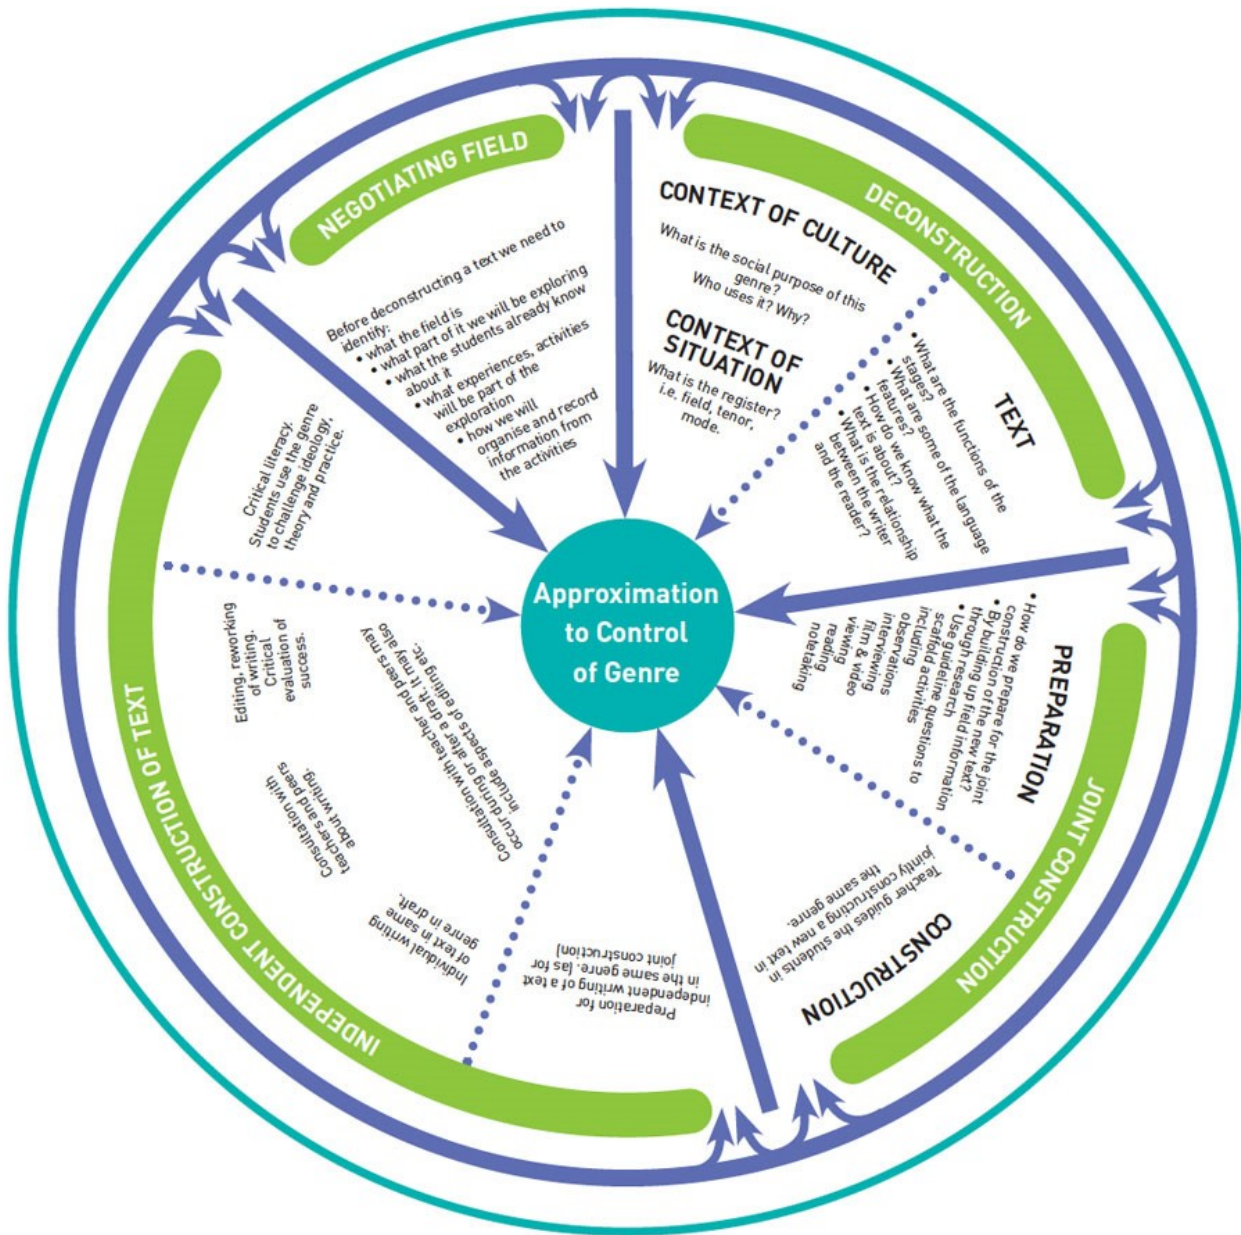 NEGOTIATING FIELD
Before deconstructing a text we need to
identify:
• what the field is
• what part of it we will be exploring
• what the students already know
about it
• what experiences, activities
will be part of the
exploration
• how we will
organise and record
information from
the activities
DECONSTRUCTION
CONTEXT OF CULTURE
What is the social purpose of this
genre?
Who uses it? Why?
CONTEXT OF
SITUATION
What is the register?
i.e. field, tenor,
mode.
TEXT
• What are the functions of the
stages?
• What are some of the language
features?
• How do we know what the
text is about?
• What is the relationship
between the writer
and the reader?
JOINT CONSTRUCTION
PREPARATION
• How do we prepare for the joint
construction of the new text?
• By building up field information
through research
• Use guideline questions to
scaffold activities
including
observations
interviewing
film & video
viewing
reading
notetaking
CONSTRUCTION
Teacher guides the students in
jointly constructing a new text in
the same genre.
INDEPENDENT CONSTRUCTION OF TEXT
Preparation for
independent writing of a text
in the same genre. (as for
joint construction)
Individual writing
of text in same
genre in draft.
Consultation with
teachers and peers
about writing.
Consultation with teacher and peers may
occur during or after a draft. It may also
include aspects of editing etc.
Editing, reworking
of writing.
Critical
evaluation of
success.
Critical literacy.
Students use the genre
to challenge ideology,
theory and practice.
Approximation
to Control
of Genre